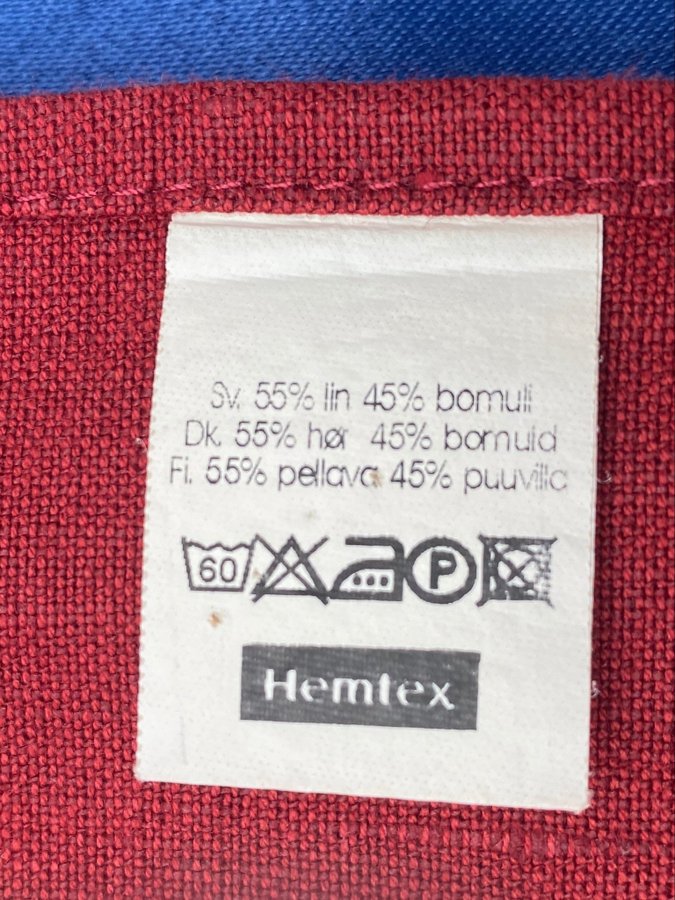 Sv. 55% lin 45% bomull
Dk. 55% hør 45% bomuld
Fi. 55% pellava 45% puuvilla
60 P
Hemtex